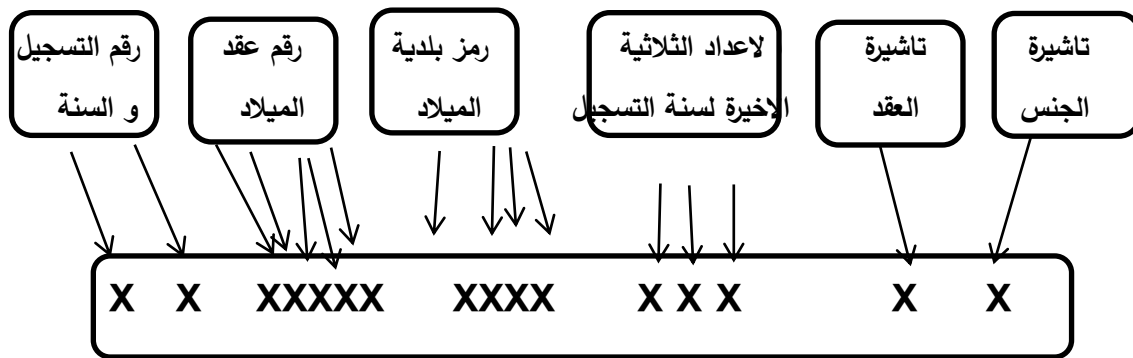 تاشيرة
الجنس
تاشيرة
العقد
لاعداد الثلاثية
الاخيرة لسنة التسجيل
رمز بلدية
الميلاد
رقم عقد
الميلاد
رقم التسجيل
و السنة
X X XXXXX XXXX X X X X X